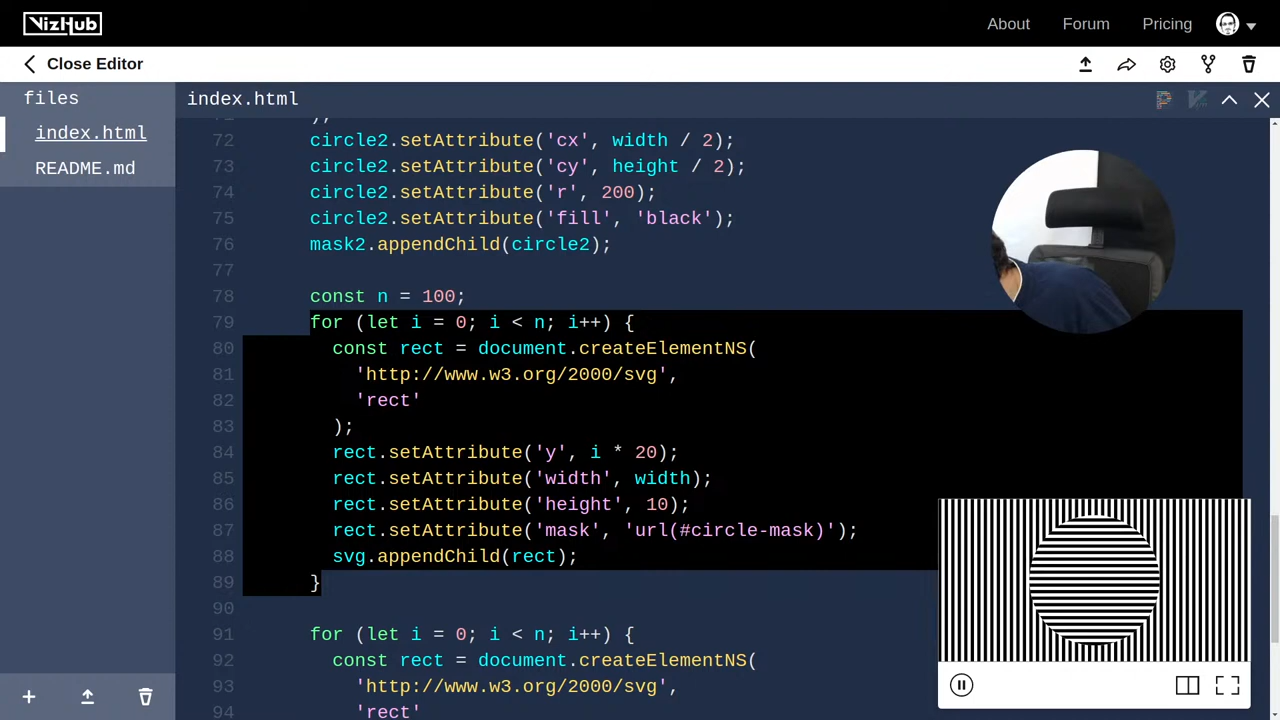 VizHub
About
Forum
Pricing
Close Editor
files
index.html
README.md
index.html
72 circle2.setAttribute('cx', width / 2);
73 circle2.setAttribute('cy', height / 2);
74 circle2.setAttribute('r', 200);
75 circle2.setAttribute('fill', 'black');
76 mask2.appendChild(circle2);
77
78 const n = 100;
79 for (let i = 0; i < n; i++) {
80 const rect = document.createElementNS(
81 'http://www.w3.org/2000/svg',
82 'rect'
83 );
84 rect.setAttribute('y', i * 20);
85 rect.setAttribute('width', width);
86 rect.setAttribute('height', 10);
87 rect.setAttribute('mask', 'url(#circle-mask)');
88 svg.appendChild(rect);
89 }
90
91 for (let i = 0; i < n; i++) {
92 const rect = document.createElementNS(
93 'http://www.w3.org/2000/svg',
94 'rect'